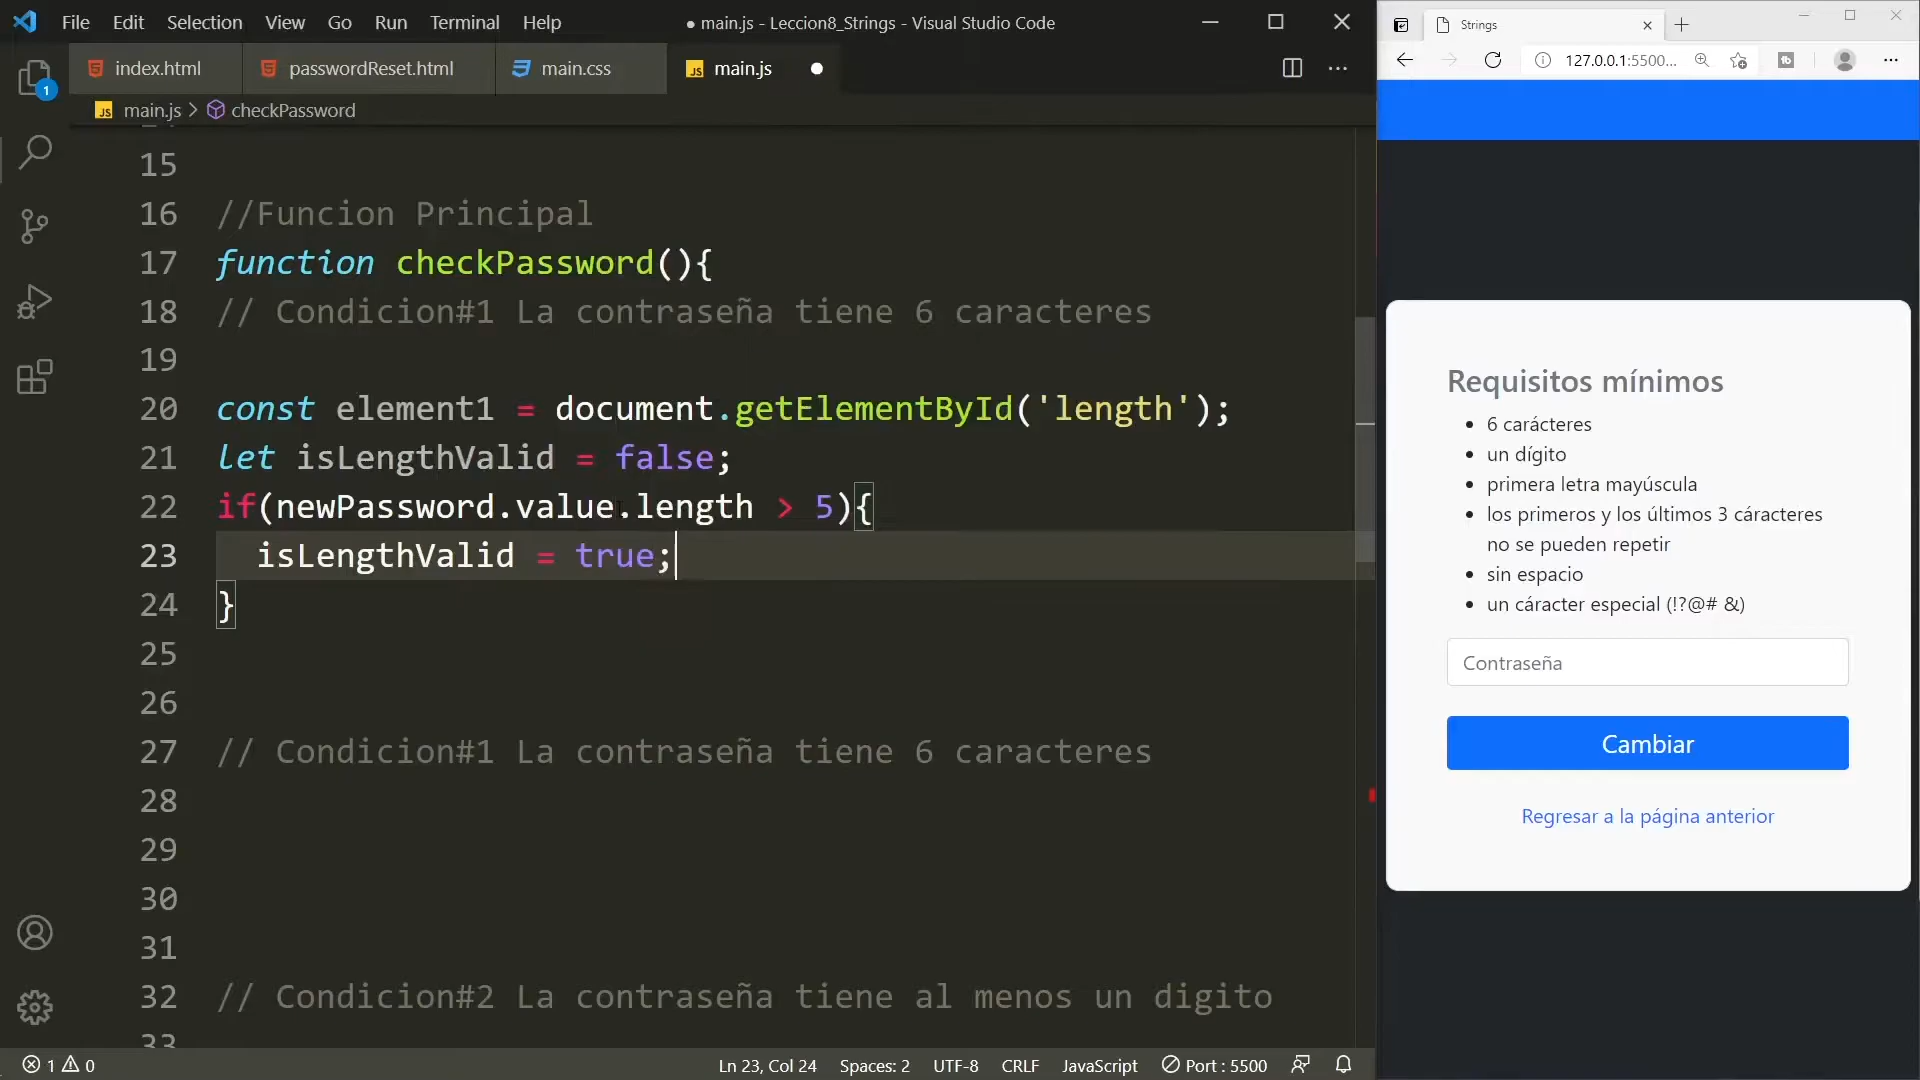 File Edit Selection View Go Run Terminal Help
● main.js - Leccion8_Strings - Visual Studio Code
index.html
passwordReset.html
main.css
JS main.js
1
JS main.js > checkPassword
15
16 //Funcion Principal
17 function checkPassword(){
18 // Condicion#1 La contraseña tiene 6 caracteres
19
20 const element1 = document.getElementById('length');
21 let isLengthValid = false;
22 if(newPassword.value.length > 5){
23 isLengthValid = true;
24 }
25
26
27 // Condicion#1 La contraseña tiene 6 caracteres
28
29
30
31
32 // Condicion#2 La contraseña tiene al menos un digito
33
1 0
Ln 23, Col 24 Spaces: 2 UTF-8 CRLF JavaScript Port : 5500
Strings
127.0.0.1:5500...
Requisitos mínimos
• 6 carácteres
• un dígito
• primera letra mayúscula
• los primeros y los últimos 3 cáracteres
no se pueden repetir
• sin espacio
• un cáracter especial (!?@# &)
Contraseña
Cambiar
Regresar a la página anterior